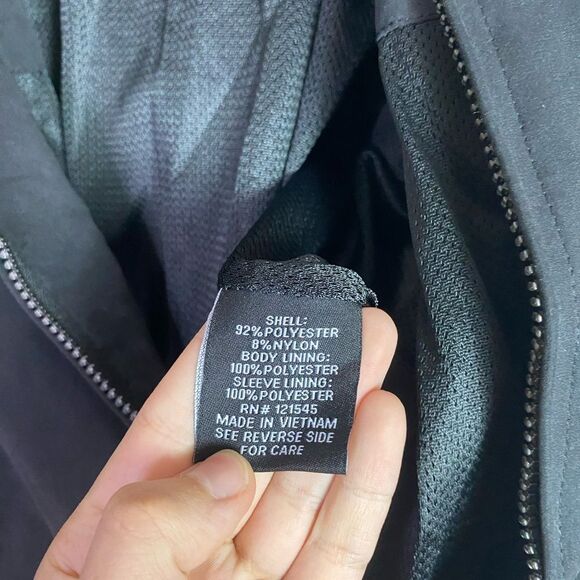 SHELL:
92%POLYESTER
8%NYLON
BODY LINING:
100%POLYESTER
SLEEVE LINING:
100%POLYESTER
RN# 121545
MADE IN VIETNAM
SEE REVERSE SIDE
FOR CARE